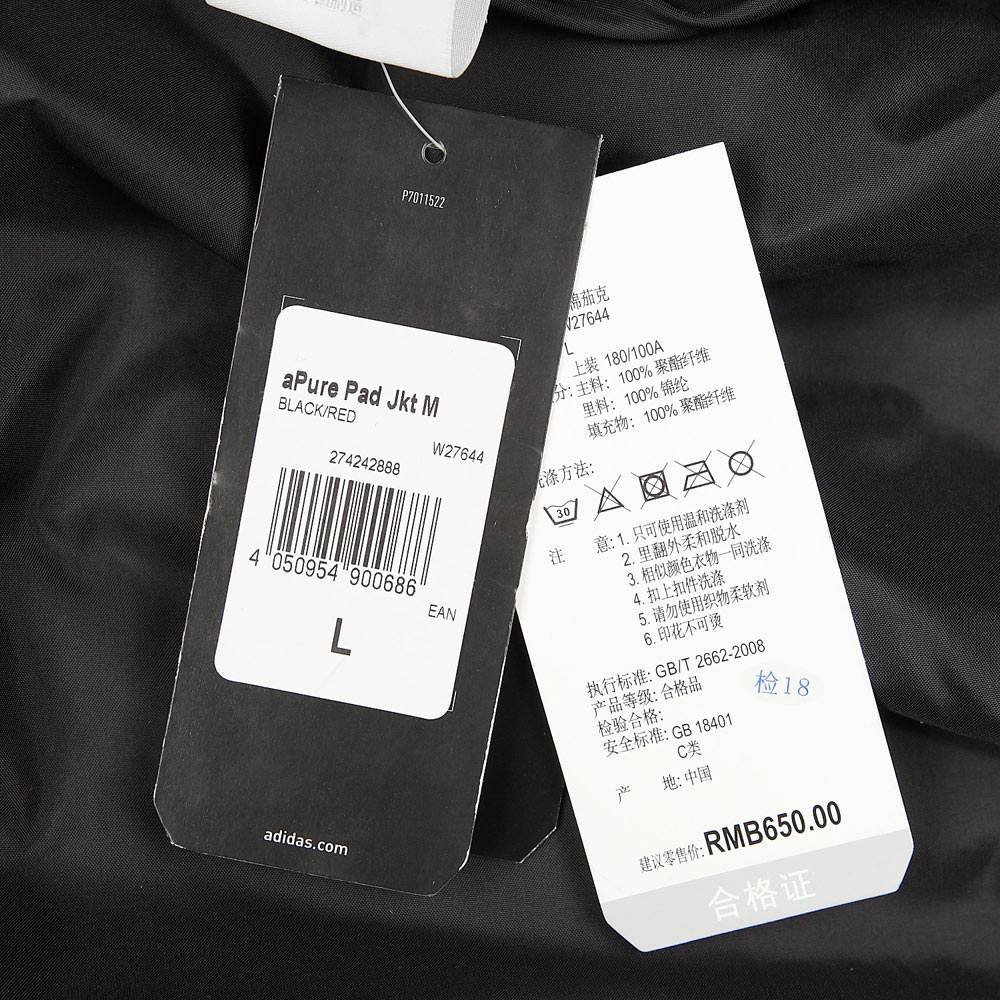 中国制造
P7011522
aPure Pad Jkt M
BLACK/RED
W27644
274242888
4 050954 900686
EAN
L
adidas.com
棉茄克
W27644
L
上装 180/100A
分: 主料: 100% 聚酯纤维
里料: 100% 锦纶
填充物: 100% 聚酯纤维
洗涤方法:
30
注 意: 1. 只可使用温和洗涤剂
2. 里翻外柔和脱水
3. 相似颜色衣物一同洗涤
4. 扣上扣件洗涤
5. 请勿使用织物柔软剂
6. 印花不可烫
执行标准: GB/T 2662-2008
产品等级: 合格品
检验合格:
检18
安全标准: GB 18401
C类
产 地: 中国
建议零售价: RMB650.00
合格证